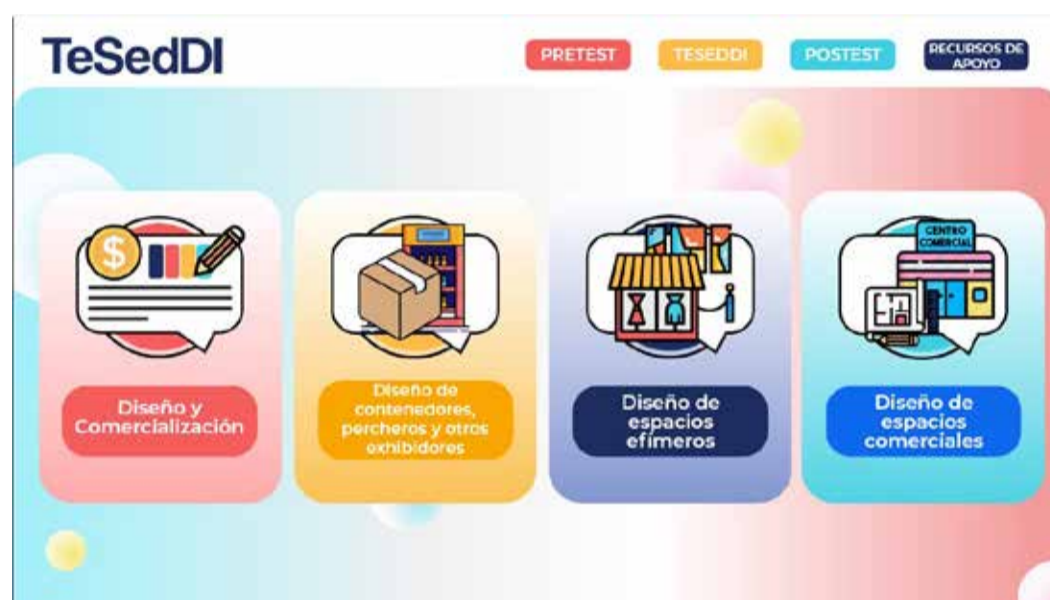 TeSedDI
PRETEST
TESEDDI
POSTEST
RECURSOS DE
APOYO
$
CENTRO
COMERCIAL
Diseño y
Comercialización
Diseño de
contenedores,
percheros y otros
exhibidores
Diseño de
espacios
efímeros
Diseño de
espacios
comerciales